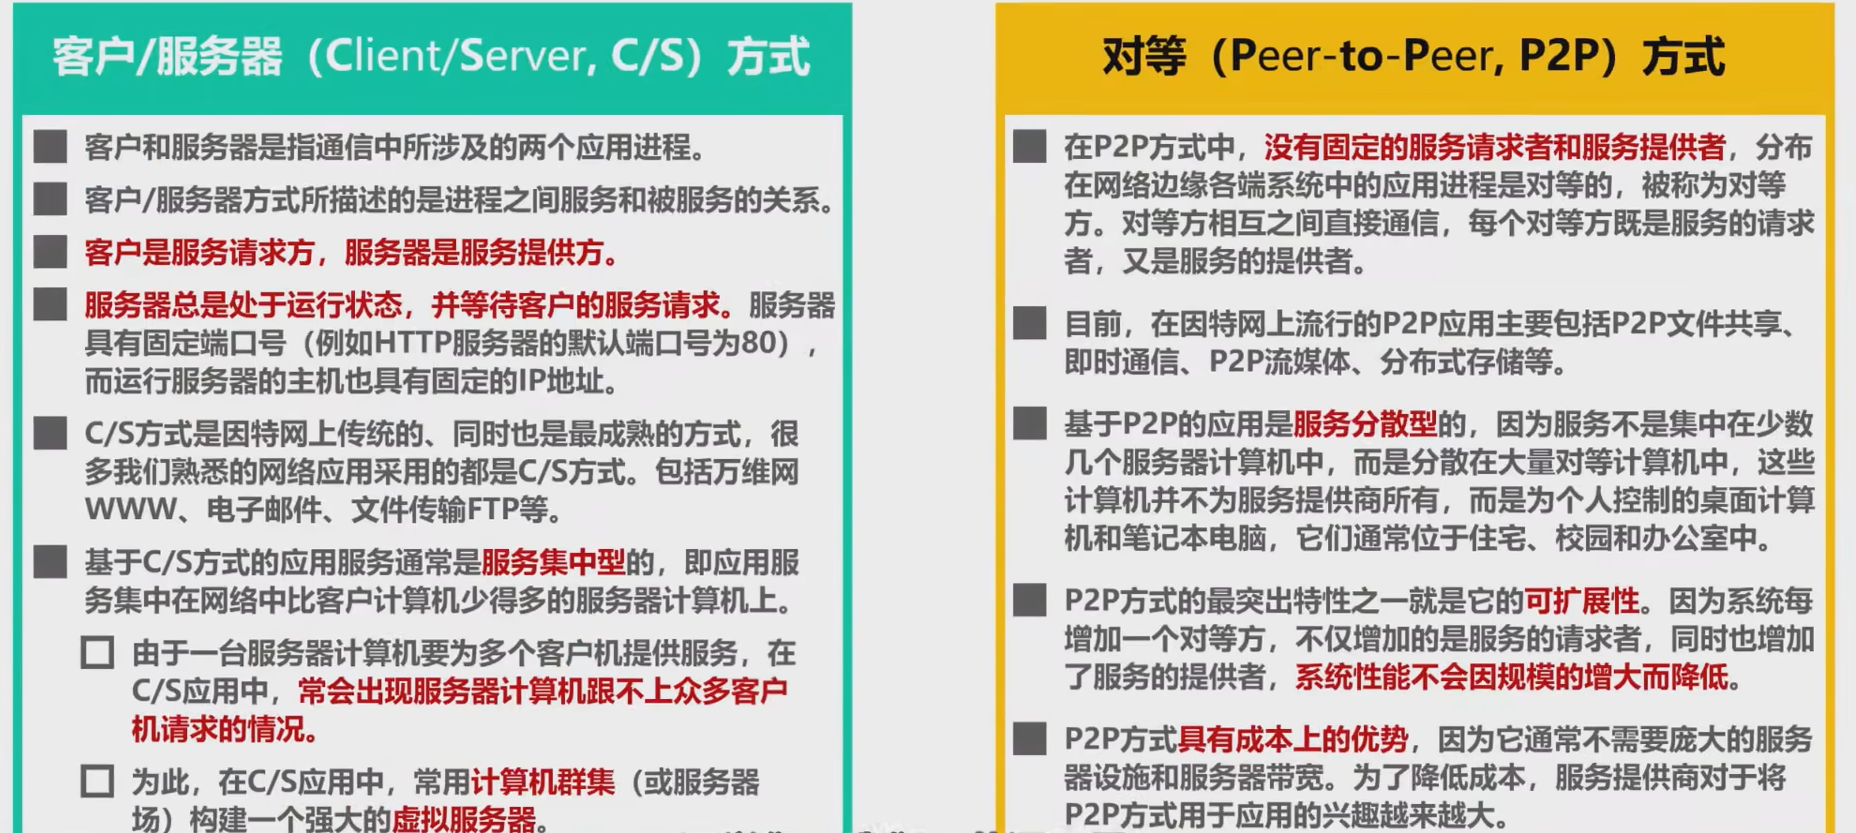 客户/服务器（Client/Server, C/S）方式
客户和服务器是指通信中所涉及的两个应用进程。
客户/服务器方式所描述的是进程之间服务和被服务的关系。
客户是服务请求方，服务器是服务提供方。
服务器总是处于运行状态，并等待客户的服务请求。服务器
具有固定端口号（例如HTTP服务器的默认端口号为80），
而运行服务器的主机也具有固定的IP地址。
C/S方式是因特网上传统的、同时也是最成熟的方式，很
多我们熟悉的网络应用采用的都是C/S方式。包括万维网
WWW、电子邮件、文件传输FTP等。
基于C/S方式的应用服务通常是服务集中型的，即应用服
务集中在网络中比客户计算机少得多的服务器计算机上。
由于一台服务器计算机要为多个客户机提供服务，在
C/S应用中，常会出现服务器计算机跟不上众多客户
机请求的情况。
为此，在C/S应用中，常用计算机群集（或服务器
场）构建一个强大的虚拟服务器。
对等（Peer-to-Peer, P2P）方式
在P2P方式中，没有固定的服务请求者和服务提供者，分布
在网络边缘各端系统中的应用进程是对等的，被称为对等
方。对等方相互之间直接通信，每个对等方既是服务的请求
者，又是服务的提供者。
目前，在因特网上流行的P2P应用主要包括P2P文件共享、
即时通信、P2P流媒体、分布式存储等。
基于P2P的应用是服务分散型的，因为服务不是集中在少数
几个服务器计算机中，而是分散在大量对等计算机中，这些
计算机并不为服务提供商所有，而是为个人控制的桌面计算
机和笔记本电脑，它们通常位于住宅、校园和办公室中。
P2P方式的最突出特性之一就是它的可扩展性。因为系统每
增加一个对等方，不仅增加的是服务的请求者，同时也增加
了服务的提供者，系统性能不会因规模的增大而降低。
P2P方式具有成本上的优势，因为它通常不需要庞大的服务
器设施和服务器带宽。为了降低成本，服务提供商对于将
P2P方式用于应用的兴趣越来越大。